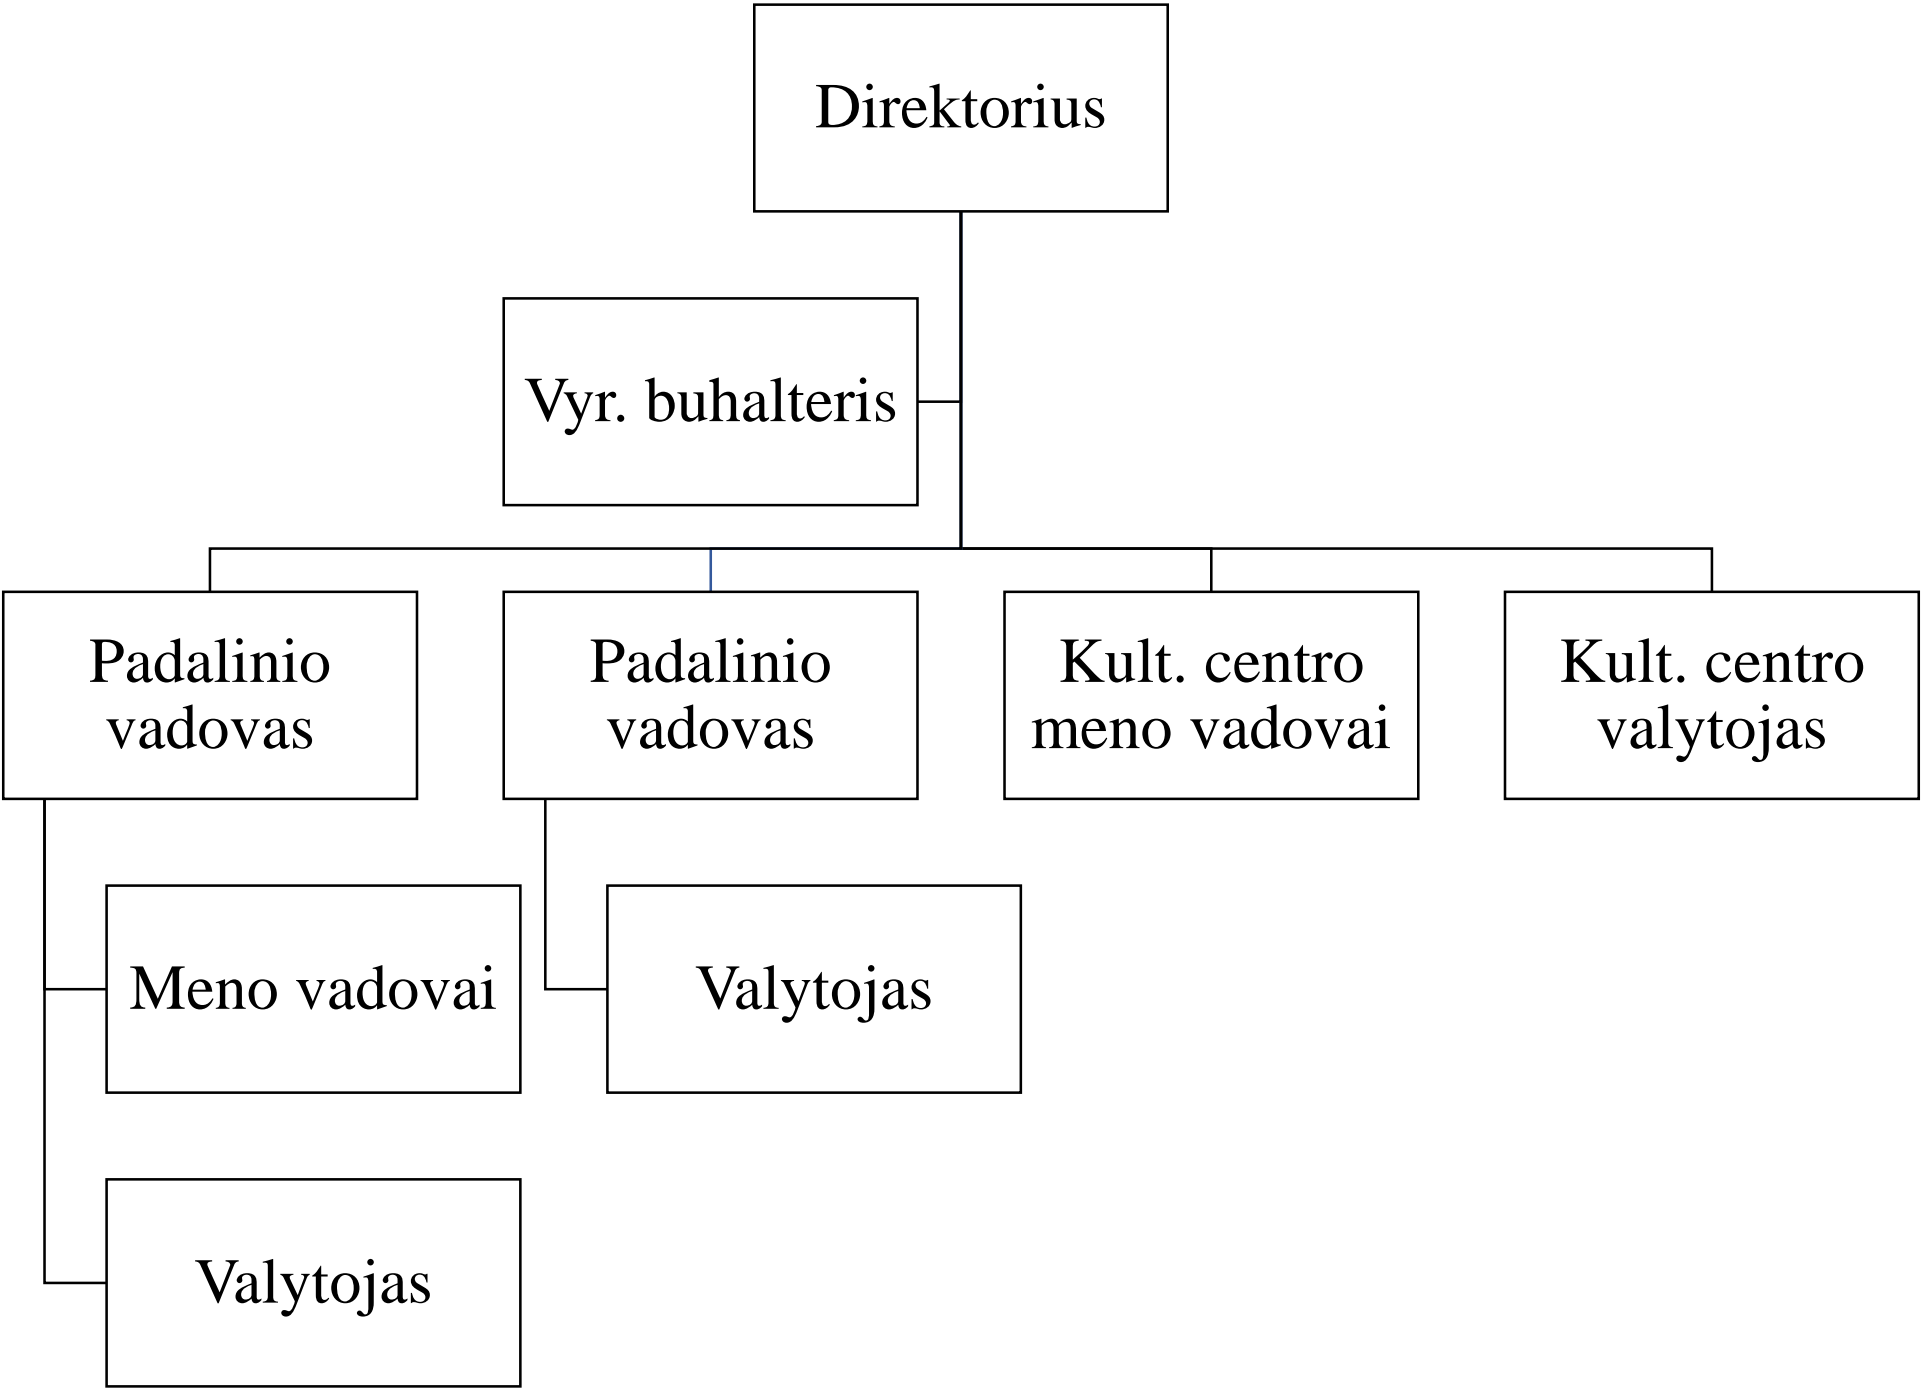 Direktorius
Vyr. buhalteris
Padalinio
vadovas
Padalinio
vadovas
Kult. centro
meno vadovai
Kult. centro
valytojas
Meno vadovai
Valytojas
Valytojas